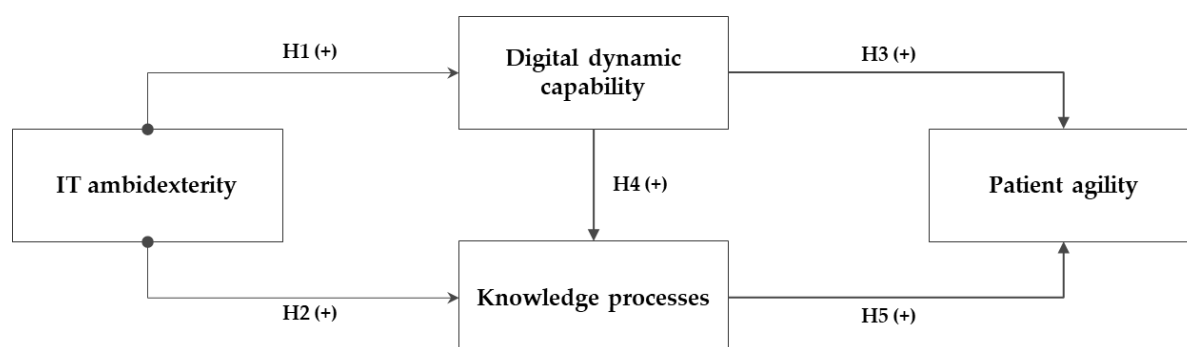 H1 (+)
Digital dynamic
capability
H3 (+)
IT ambidexterity
H4 (+)
Patient agility
H2 (+)
Knowledge processes
H5 (+)